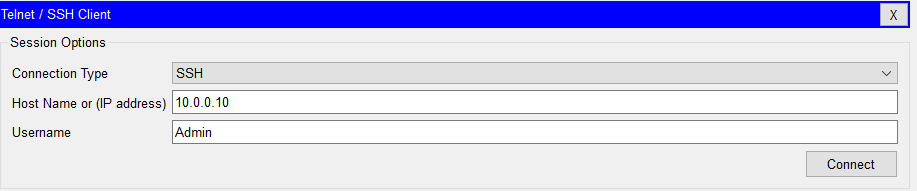 Telnet / SSH Client
X
Session Options
Connection Type SSH
Host Name or (IP address) 10.0.0.10
Username Admin
Connect